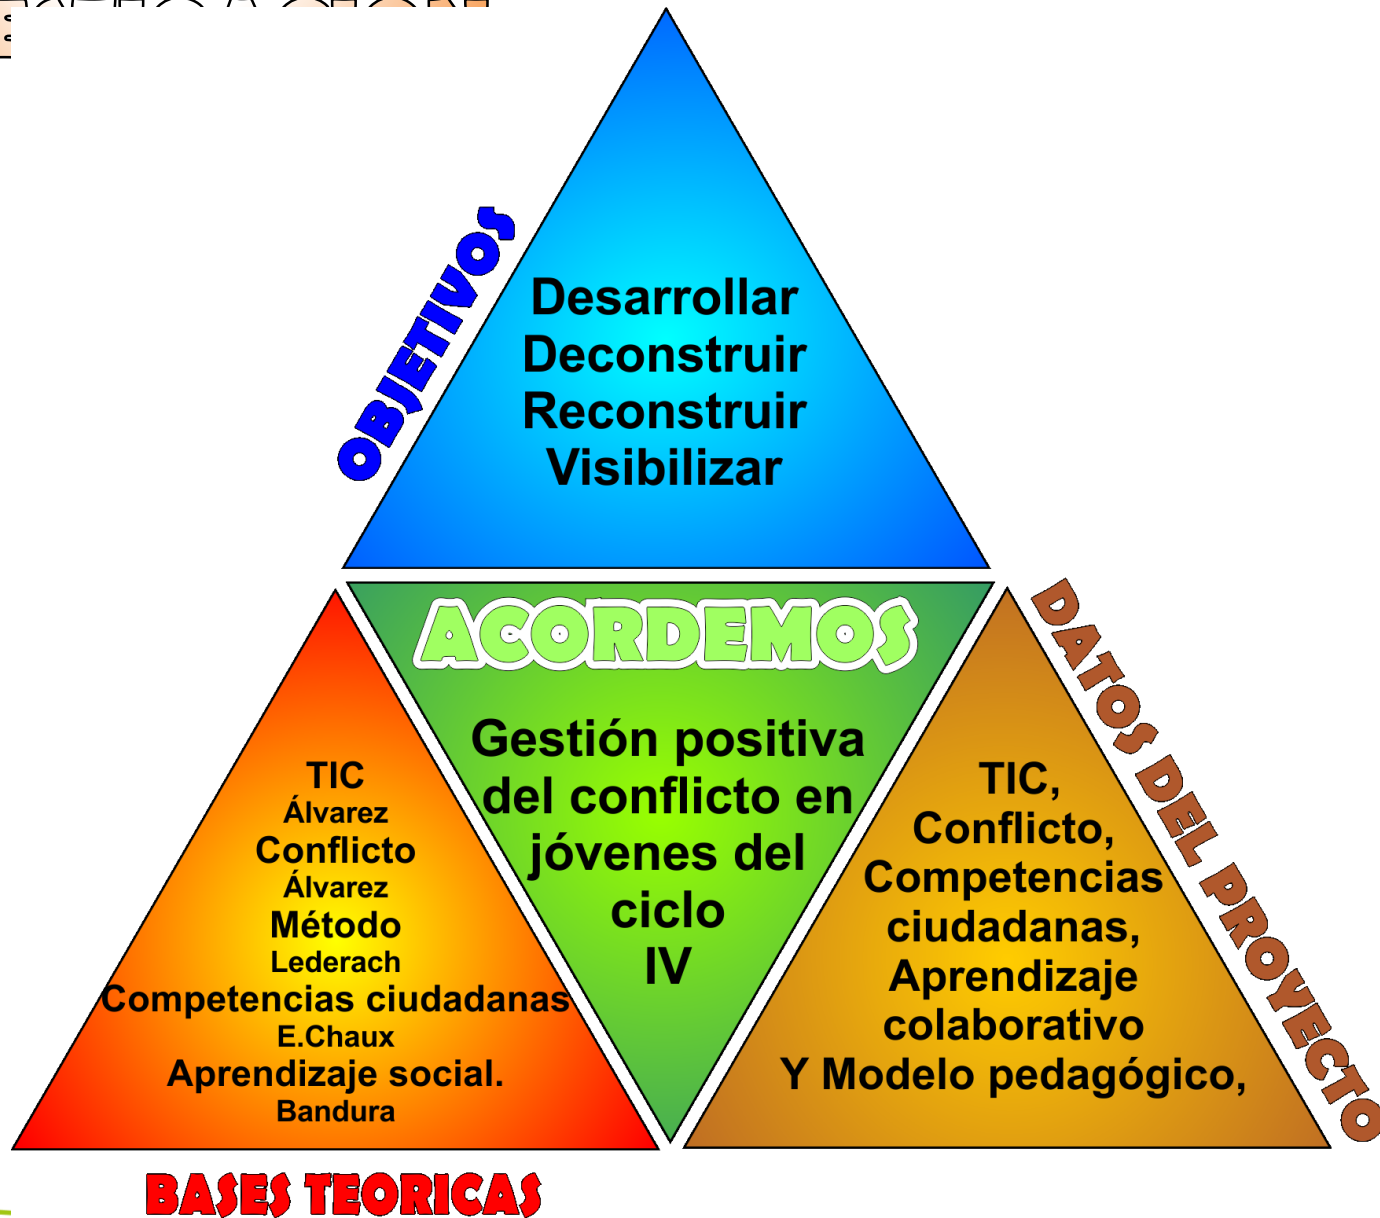 OBJETIVOS
Desarrollar
Deconstruir
Reconstruir
Visibilizar
ACORDEMOS
Gestión positiva
del conflicto en
jóvenes del
ciclo
IV
TIC
Álvarez
Conflicto
Álvarez
Método
Lederach
Competencias ciudadanas
E.Chaux
Aprendizaje social.
Bandura
BASES TEORICAS
DATOS DEL PROYECTO
TIC,
Conflicto,
Competencias
ciudadanas,
Aprendizaje
colaborativo
Y Modelo pedagógico,